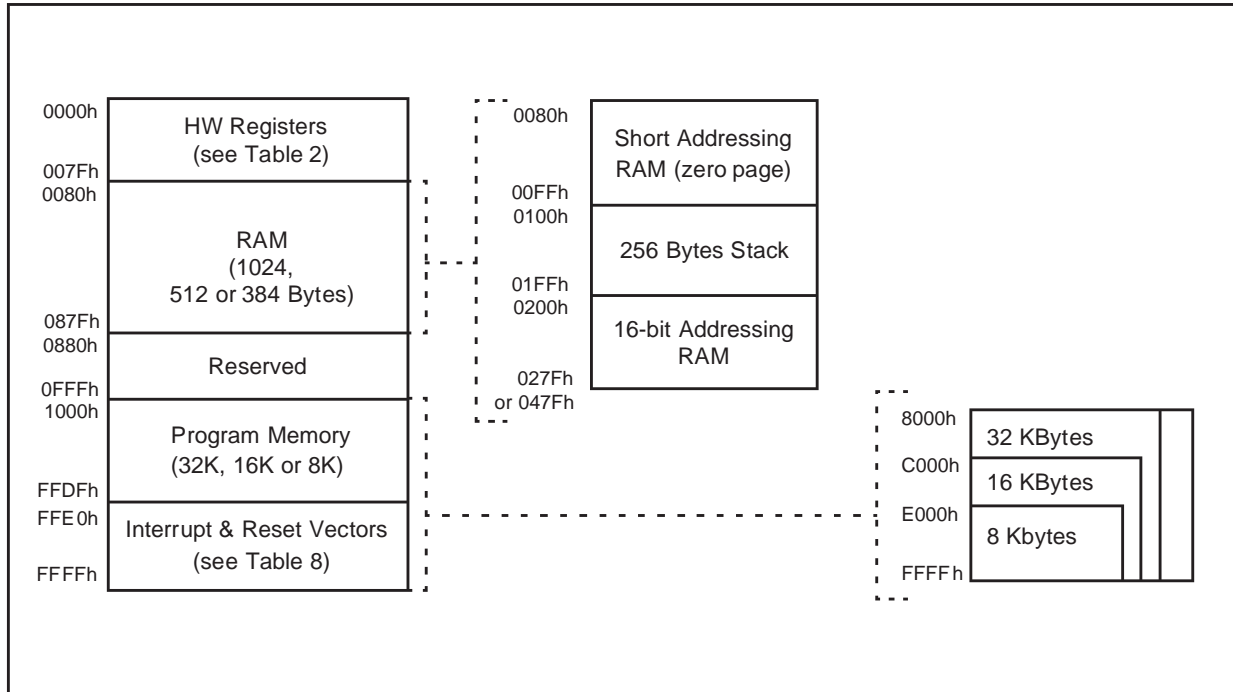 0000h
HW Registers
(see Table 2)
007Fh
0080h
RAM
(1024,
512 or 384 Bytes)
087Fh
0880h
Reserved
0FFFh
1000h
Program Memory
(32K, 16K or 8K)
FFDFh
FFE0h
Interrupt & Reset Vectors
(see Table 8)
FFFFh
0080h
Short Addressing
RAM (zero page)
00FFh
0100h
256 Bytes Stack
01FFh
0200h
16-bit Addressing
RAM
027Fh
or 047Fh
8000h
32 KBytes
C000h
16 KBytes
E000h
8 Kbytes
FFFFh